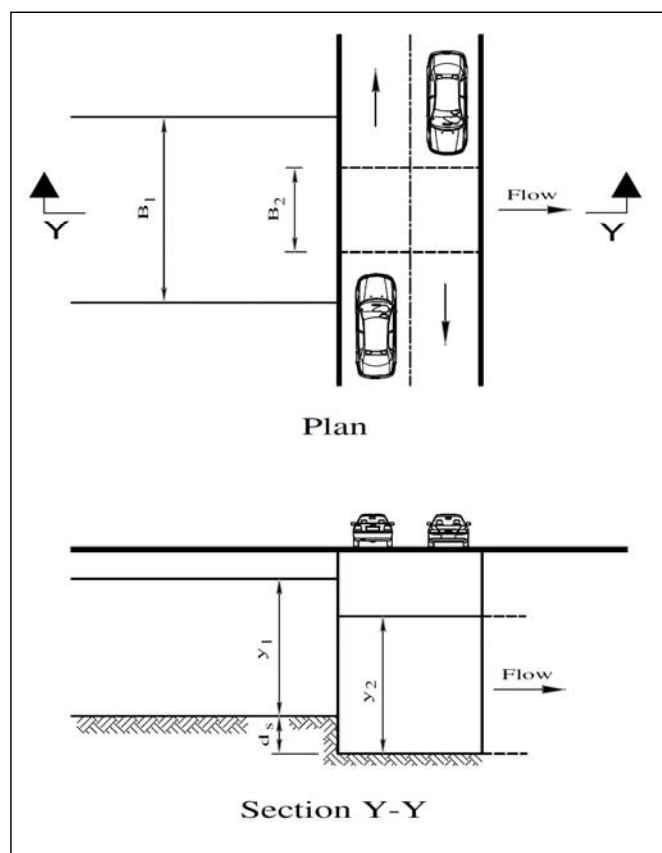 B₁
B₂
Flow
Y
Y
Plan
y₁
y₂
dₛ
Flow
Section Y-Y